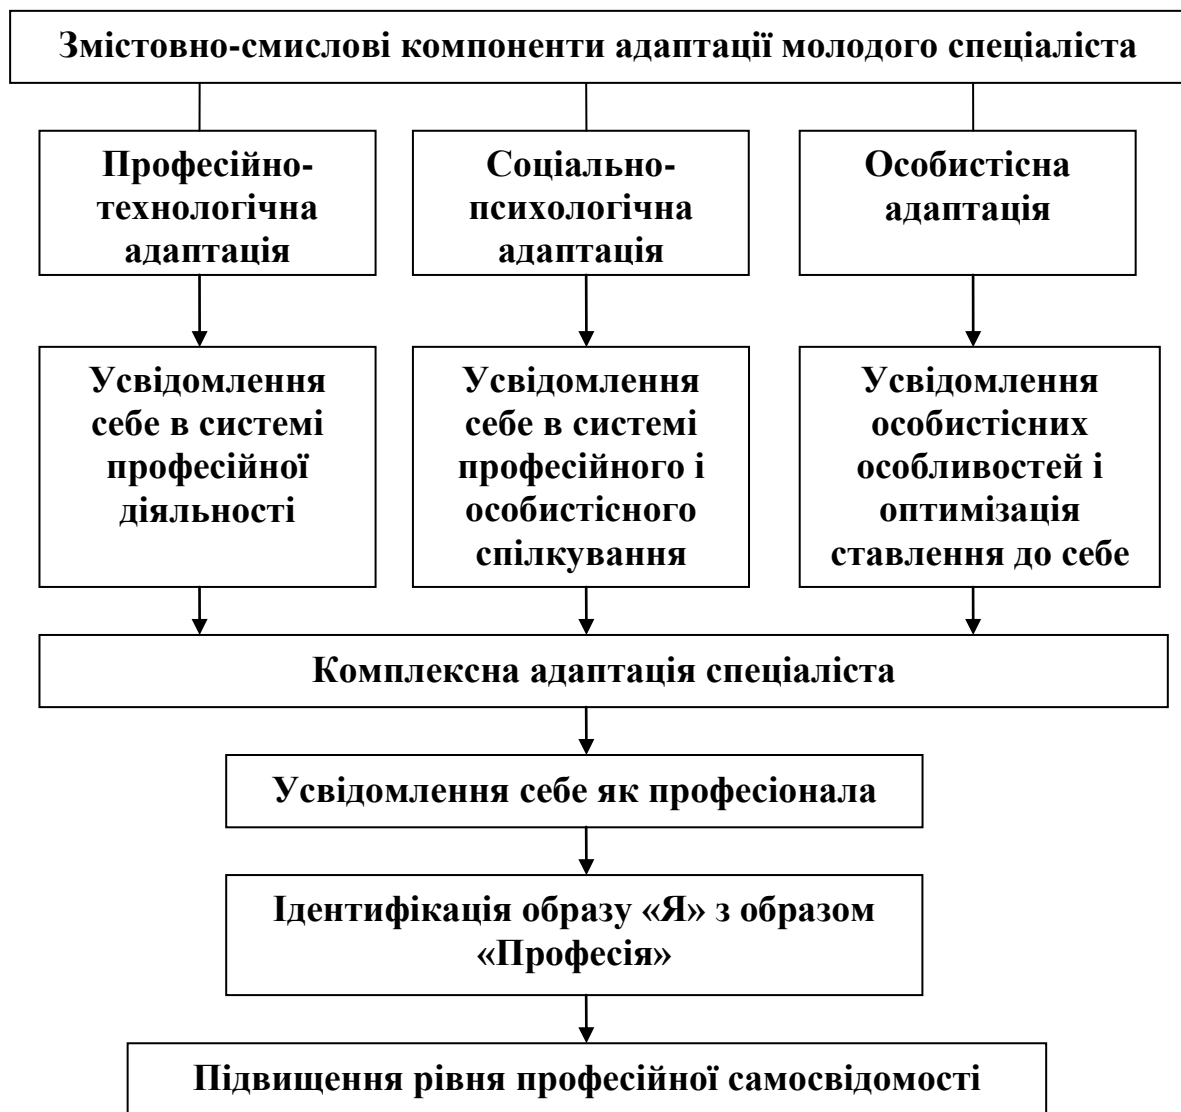 Змістовно-смислові компоненти адаптації молодого спеціаліста
Професійно-
технологічна
адаптація
Соціально-
психологічна
адаптація
Особистісна
адаптація
Усвідомлення
себе в системі
професійної
діяльності
Усвідомлення
себе в системі
професійного і
особистісного
спілкування
Усвідомлення
особистісних
особливостей і
оптимізація
ставлення до себе
Комплексна адаптація спеціаліста
Усвідомлення себе як професіонала
Ідентифікація образу «Я» з образом
«Професія»
Підвищення рівня професійної самосвідомості